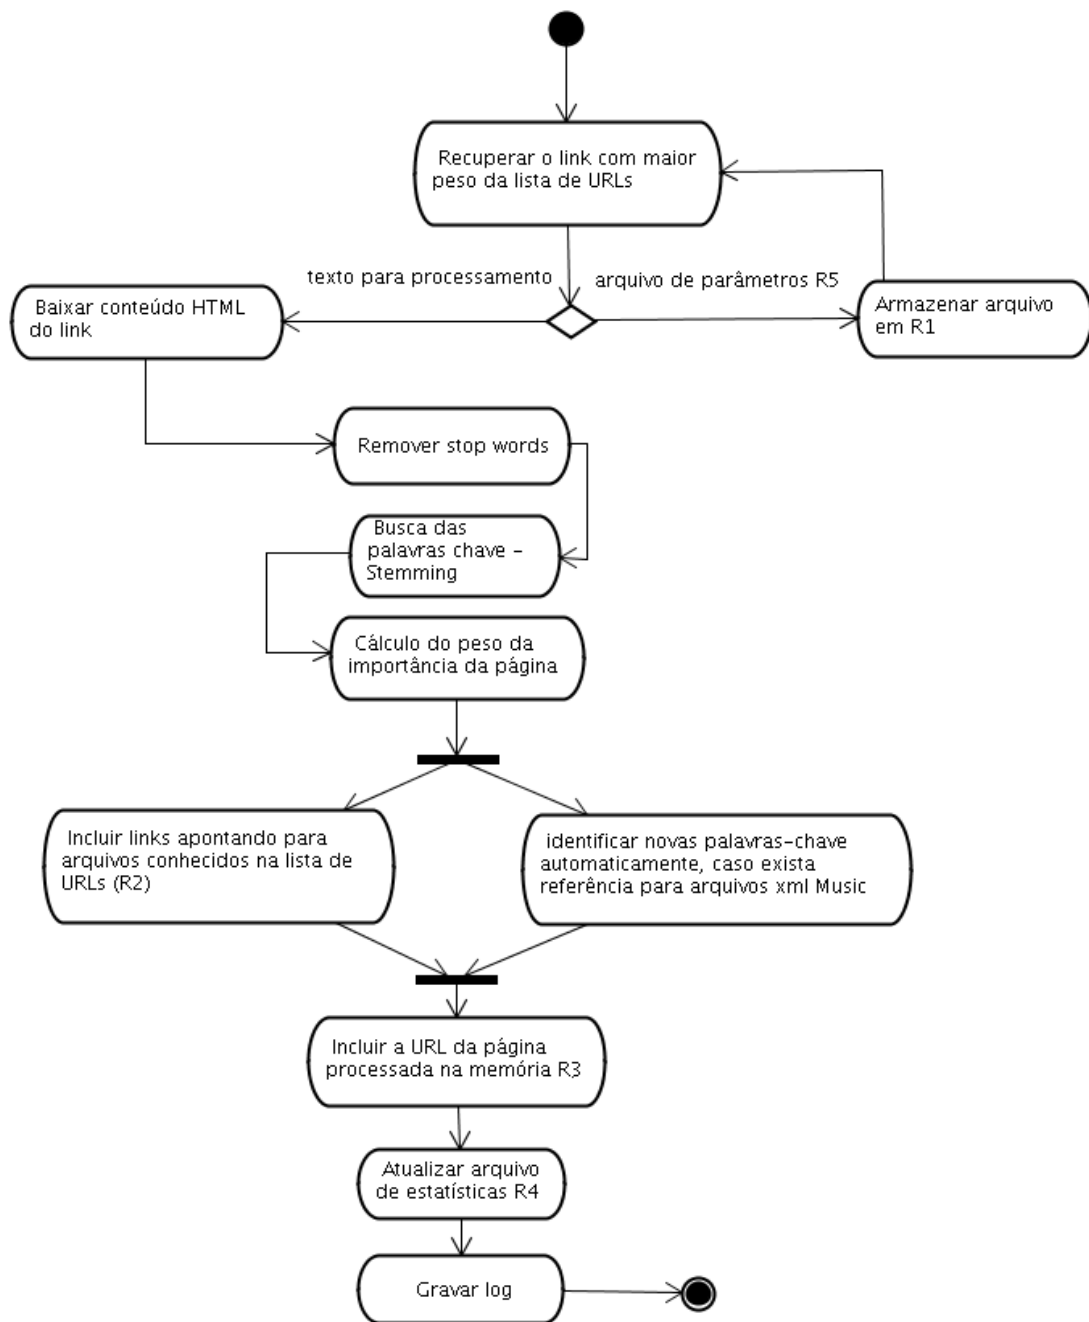 Recuperar o link com maior
peso da lista de URLs
texto para processamento
arquivo de parâmetros R5
Baixar conteúdo HTML
do link
Armazenar arquivo
em R1
Remover stop words
Busca das
palavras chave –
Stemming
Cálculo do peso da
importância da página
Incluir links apontando para
arquivos conhecidos na lista de
URLs (R2)
identificar novas palavras-chave
automaticamente, caso exista
referência para arquivos xml Music
Incluir a URL da página
processada na memória R3
Atualizar arquivo
de estatísticas R4
Gravar log